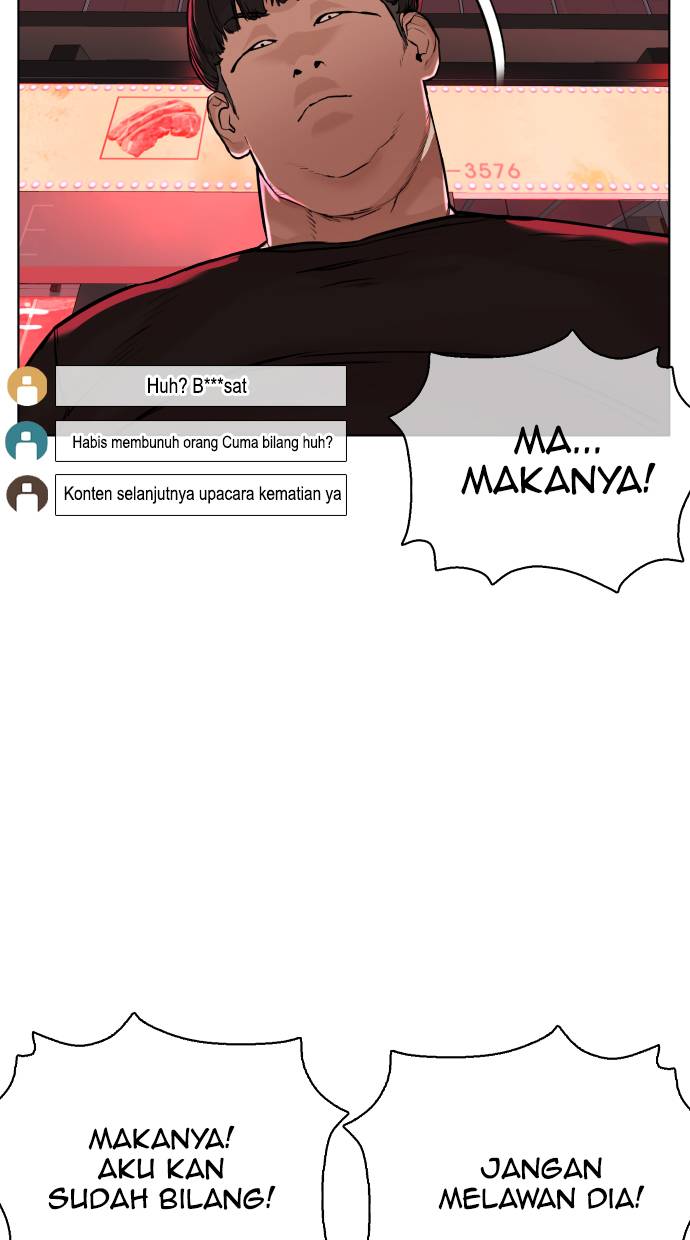 -3576
Huh? B***sat
Habis membunuh orang Cuma bilang huh?
Konten selanjutnya upacara kematian ya
MA...
MAKANYA!
MAKANYA!
AKU KAN
SUDAH BILANG!
JANGAN
MELAWAN DIA!